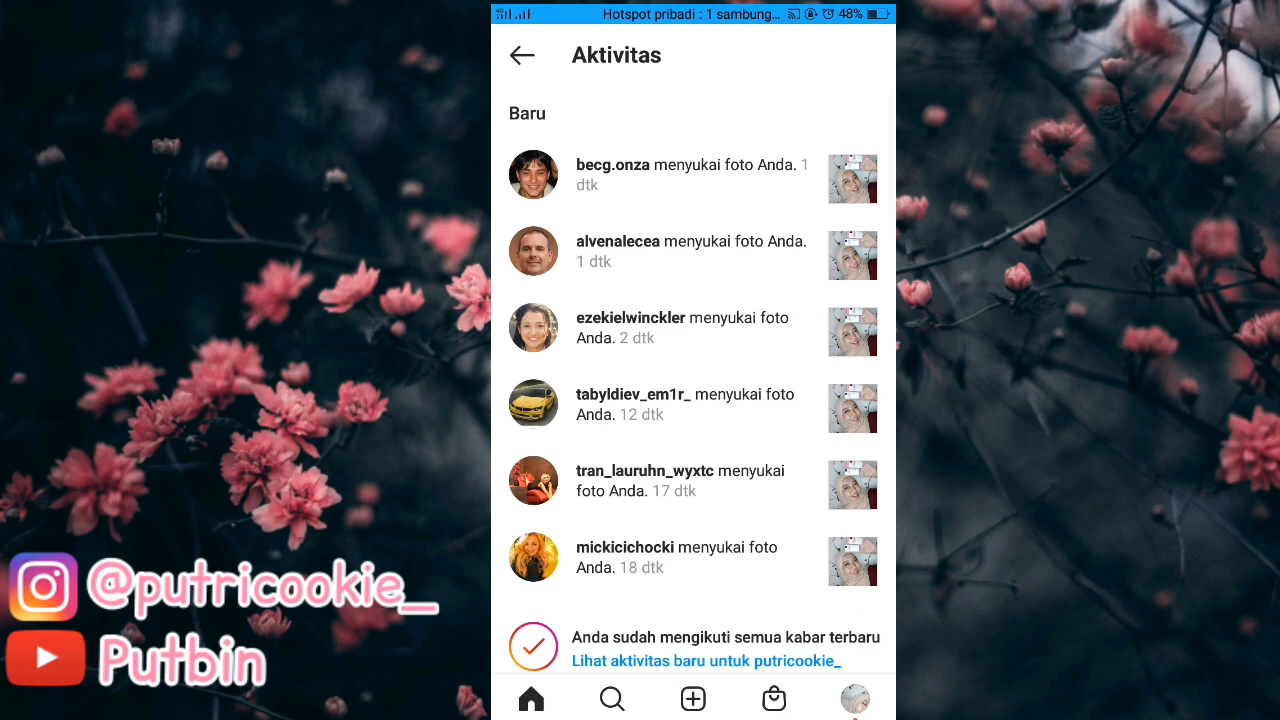 Hotspot pribadi : 1 sambung... 48%
Aktivitas
Baru
becg.onza menyukai foto Anda. 1
dtk
alvenalecea menyukai foto Anda.
1 dtk
ezekielwinckler menyukai foto
Anda. 2 dtk
tabyldiev_em1r_ menyukai foto
Anda. 12 dtk
tran_lauruhn_wyxtc menyukai
foto Anda. 17 dtk
mickicichocki menyukai foto
Anda. 18 dtk
Anda sudah mengikuti semua kabar terbaru
Lihat aktivitas baru untuk putricookie_
@putricookie_
Putbin